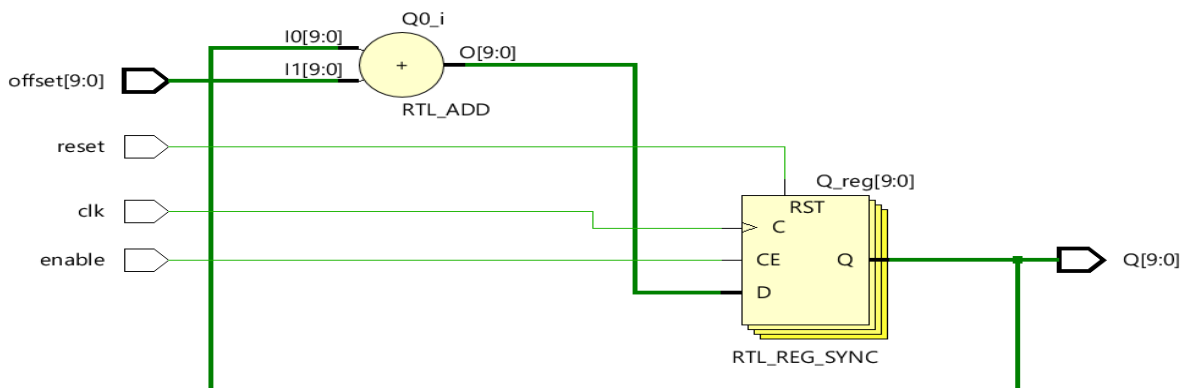 Q0_i
I0[9:0]
O[9:0]
offset[9:0]
I1[9:0]
+
RTL_ADD
reset
Q_reg[9:0]
RST
clk
C
enable
CE
Q
Q[9:0]
D
RTL_REG_SYNC